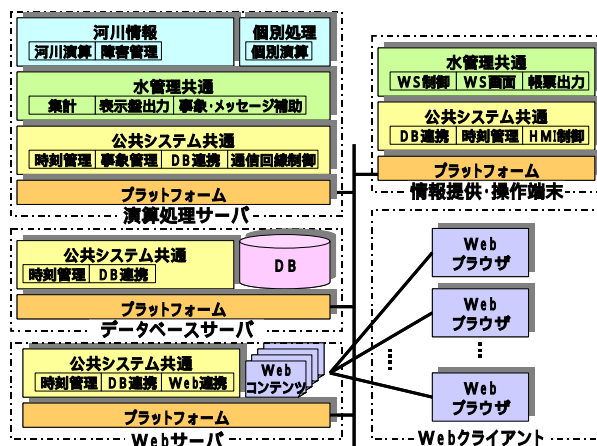 河川情報
河川演算 障害管理
個別処理
個別演算
水管理共通
集計 表示盤出力 事象・メッセージ補助
公共システム共通
時刻管理 事象管理 DB連携 通信回線制御
プラットフォーム
演算処理サーバ
水管理共通
WS制御 WS画面 帳票出力
公共システム共通
DB連携 時刻管理 HMI制御
プラットフォーム
情報提供・操作端末
公共システム共通
時刻管理 DB連携
DB
プラットフォーム
データベースサーバ
公共システム共通
時刻管理 DB連携 Web連携
Web
コンテンツ
プラットフォーム
Webサーバ
Web
ブラウザ
Web
ブラウザ
Web
ブラウザ
Webクライアント